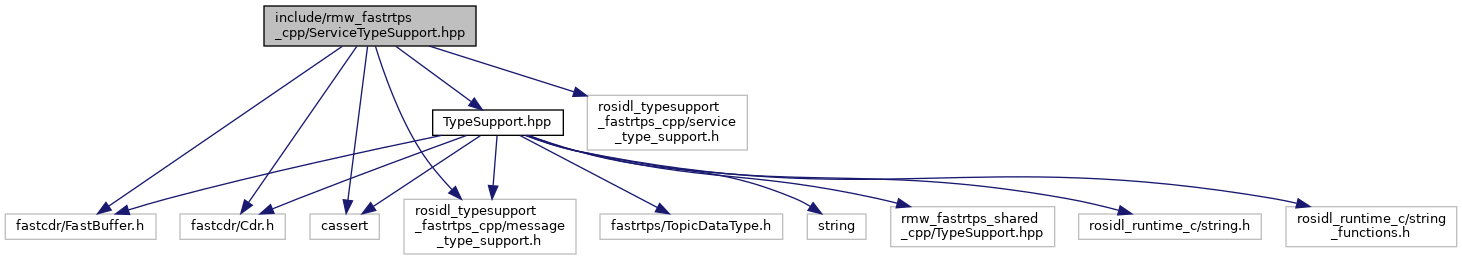 include/rmw_fastrtps
_cpp/ServiceTypeSupport.hpp
rosidl_typesupport
_fastrtps_cpp/service
_type_support.h
TypeSupport.hpp
fastcdr/FastBuffer.h
fastcdr/Cdr.h
cassert
rosidl_typesupport
_fastrtps_cpp/message
_type_support.h
fastrtps/TopicDataType.h
string
rmw_fastrtps_shared
_cpp/TypeSupport.hpp
rosidl_runtime_c/string.h
rosidl_runtime_c/string
_functions.h